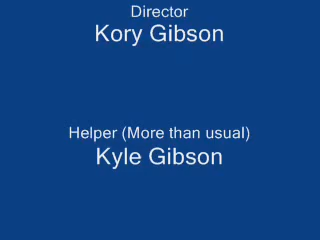 Director
Kory Gibson
Helper (More than usual)
Kyle Gibson